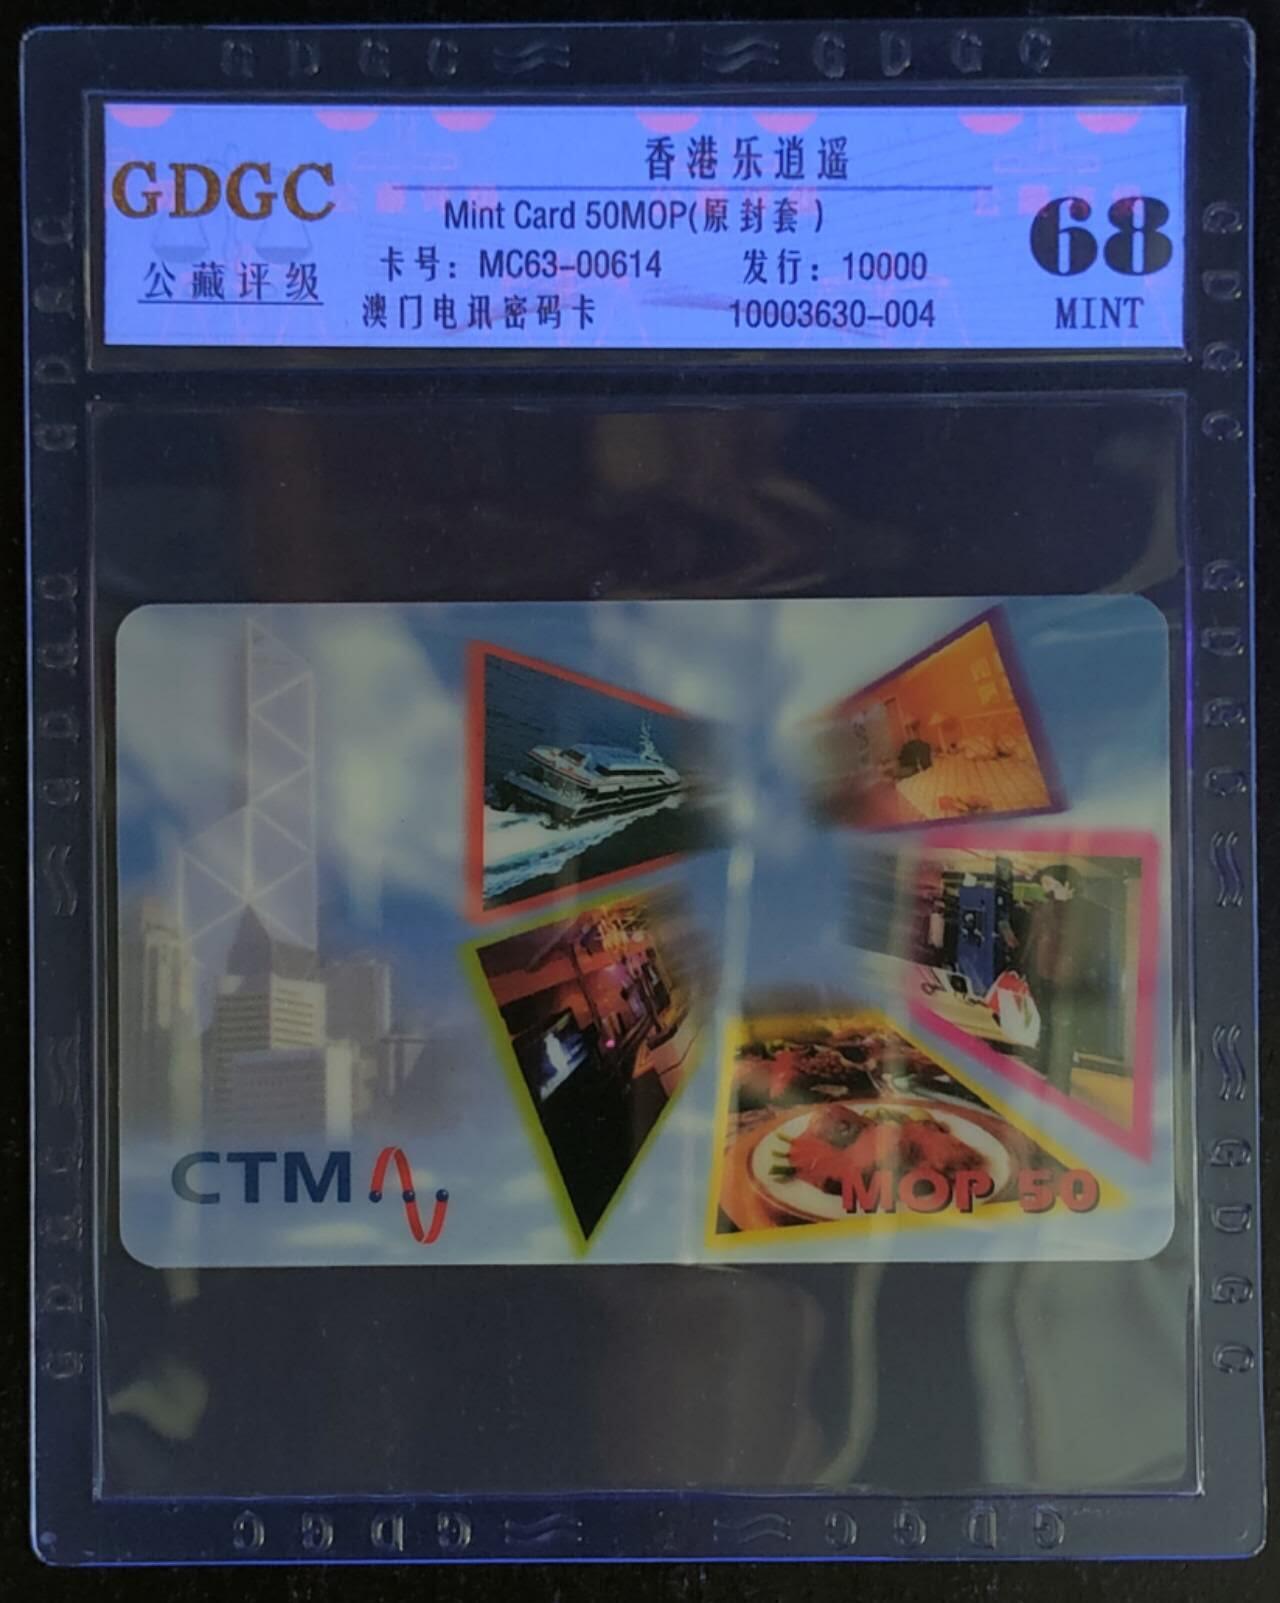 GDGC
公藏评级
香港乐逍遥
Mint Card 50MOP(原封套)
卡号：MC63-00614 发行：10000
澳门电讯密码卡 10003630-004
68
MINT
CTM
MOP 50